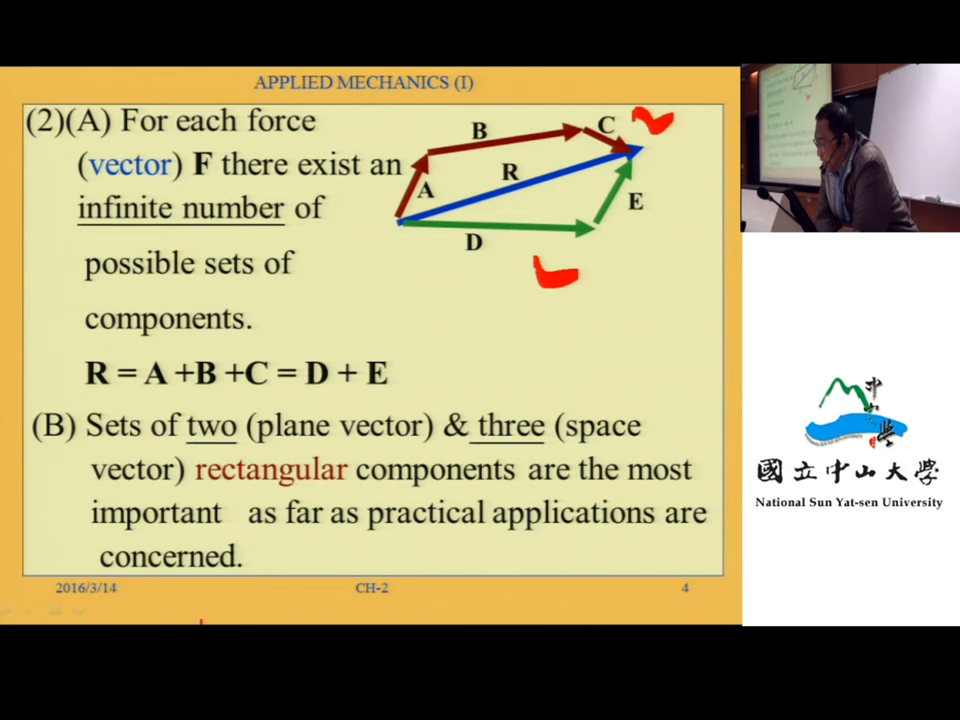 APPLIED MECHANICS (I)
(2)(A) For each force
(vector) F there exist an
infinite number of
possible sets of
components.
A
B
C
R
D
E
R = A +B +C = D + E
(B) Sets of two (plane vector) & three (space
vector) rectangular components are the most
important as far as practical applications are
concerned.
2016/3/14
CH-2
4
國立中山大學
National Sun Yat-sen University